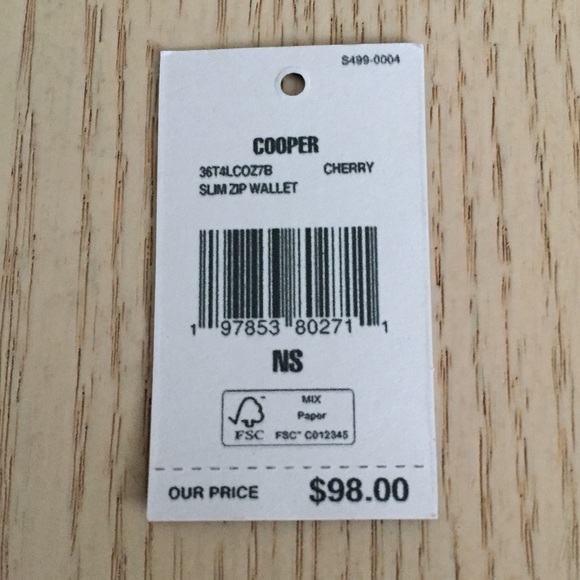 S499-0004
COOPER
36T4LCOZ7B CHERRY
SLIM ZIP WALLET
1 97853 80271 1
NS
MIX
Paper
FSC FSC™ C012345
OUR PRICE $98.00